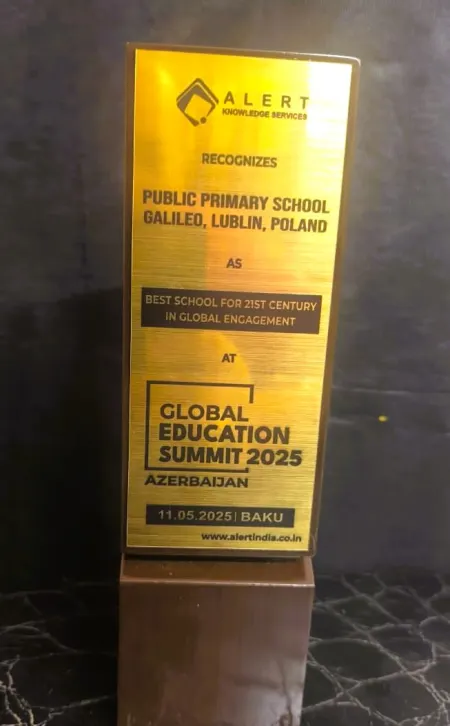 ALERT
KNOWLEDGE SERVICES
RECOGNIZES
PUBLIC PRIMARY SCHOOL
GALILEO, LUBLIN, POLAND
AS
BEST SCHOOL FOR 21ST CENTURY
IN GLOBAL ENGAGEMENT
AT
GLOBAL
EDUCATION
SUMMIT 2025
AZERBAIJAN
11.05.2025| BAKU
www.alertindia.co.in